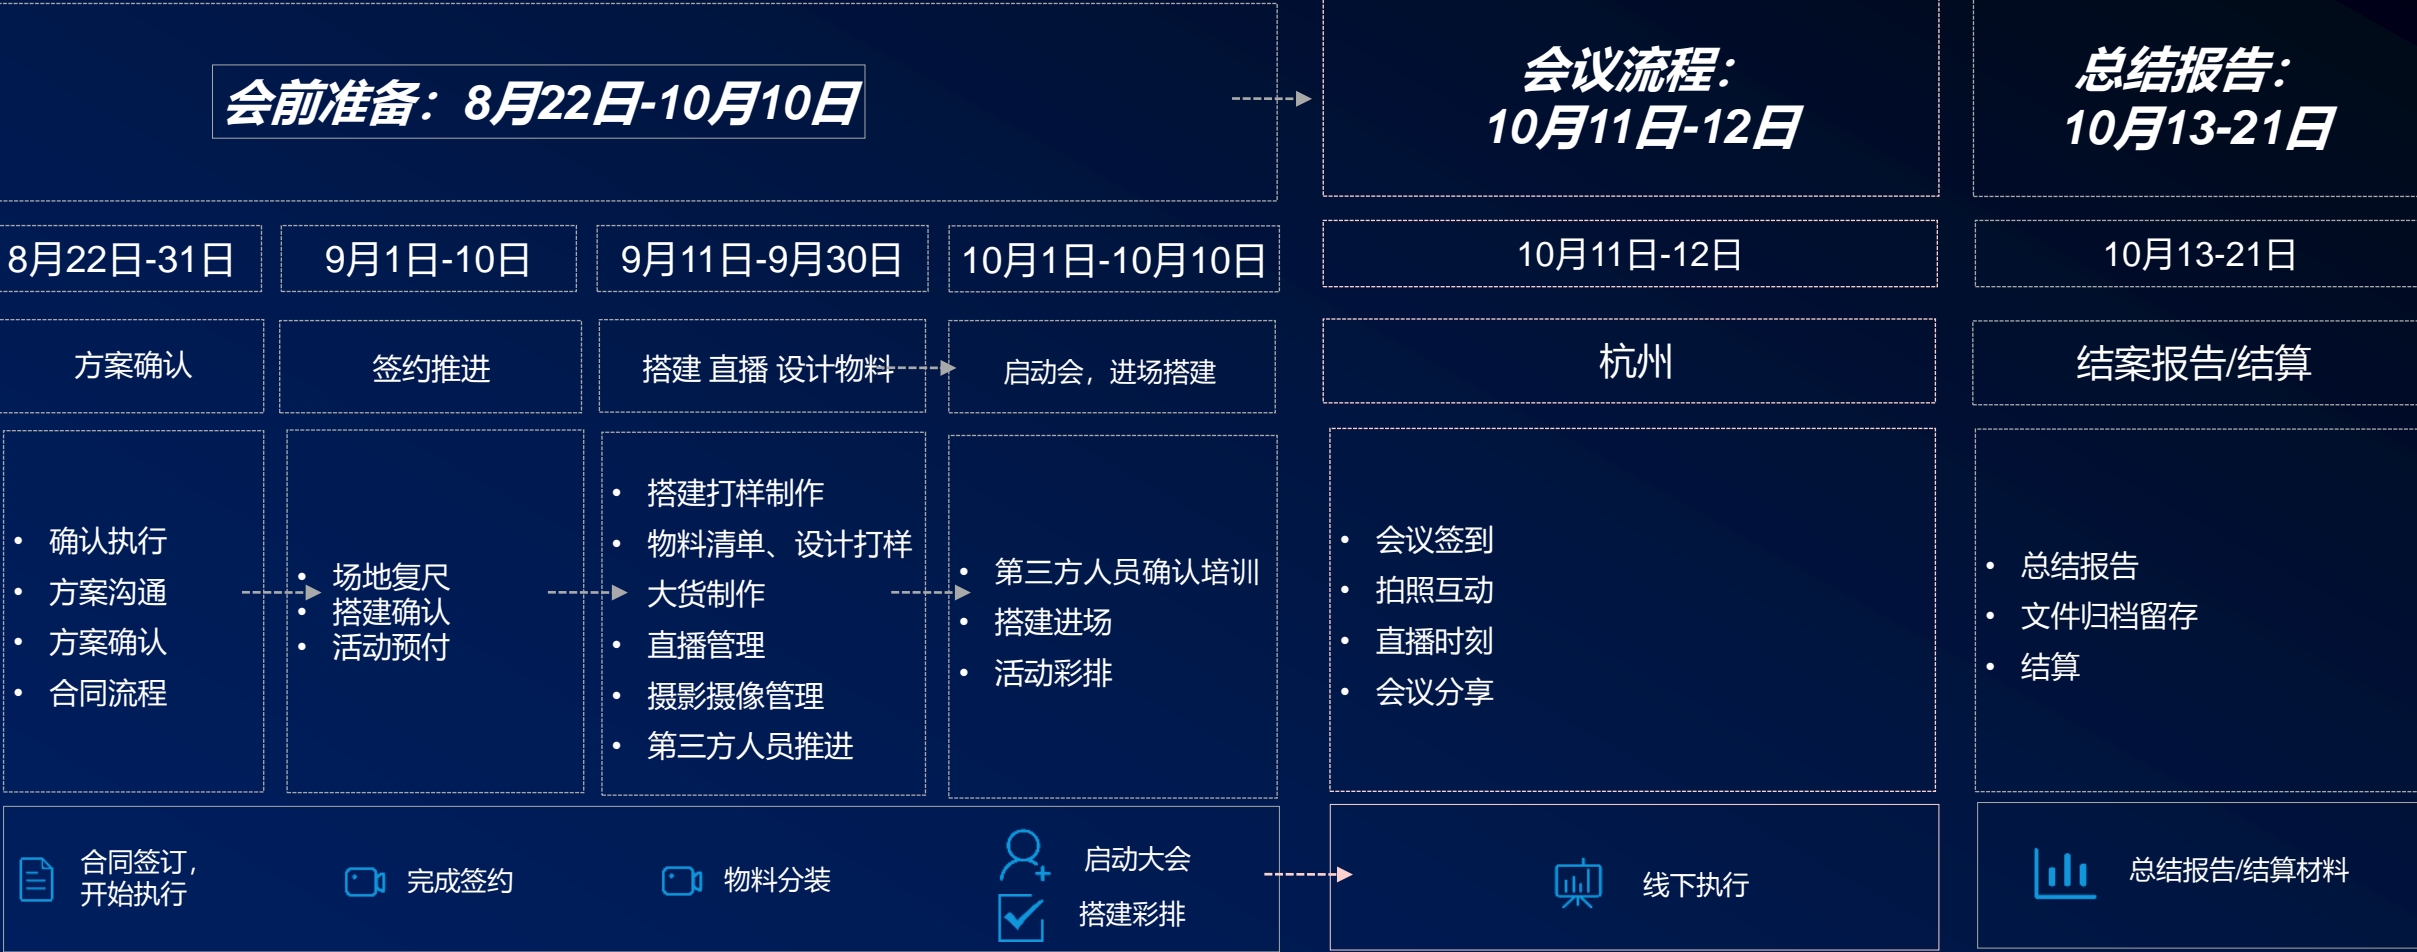 会前准备：8月22日-10月10日
会议流程：
10月11日-12日
总结报告：
10月13-21日
8月22日-31日
9月1日-10日
9月11日-9月30日
10月1日-10月10日
10月11日-12日
10月13-21日
方案确认
签约推进
搭建 直播 设计物料
启动会，进场搭建
杭州
结案报告/结算
• 确认执行
• 方案沟通
• 方案确认
• 合同流程
• 场地复尺
• 搭建确认
• 活动预付
• 搭建打样制作
• 物料清单、设计打样
大货制作
• 直播管理
• 摄影摄像管理
• 第三方人员推进
• 第三方人员确认培训
• 搭建进场
• 活动彩排
• 会议签到
• 拍照互动
• 直播时刻
• 会议分享
• 总结报告
• 文件归档留存
• 结算
合同签订，
开始执行
完成签约
物料分装
启动大会
搭建彩排
线下执行
总结报告/结算材料